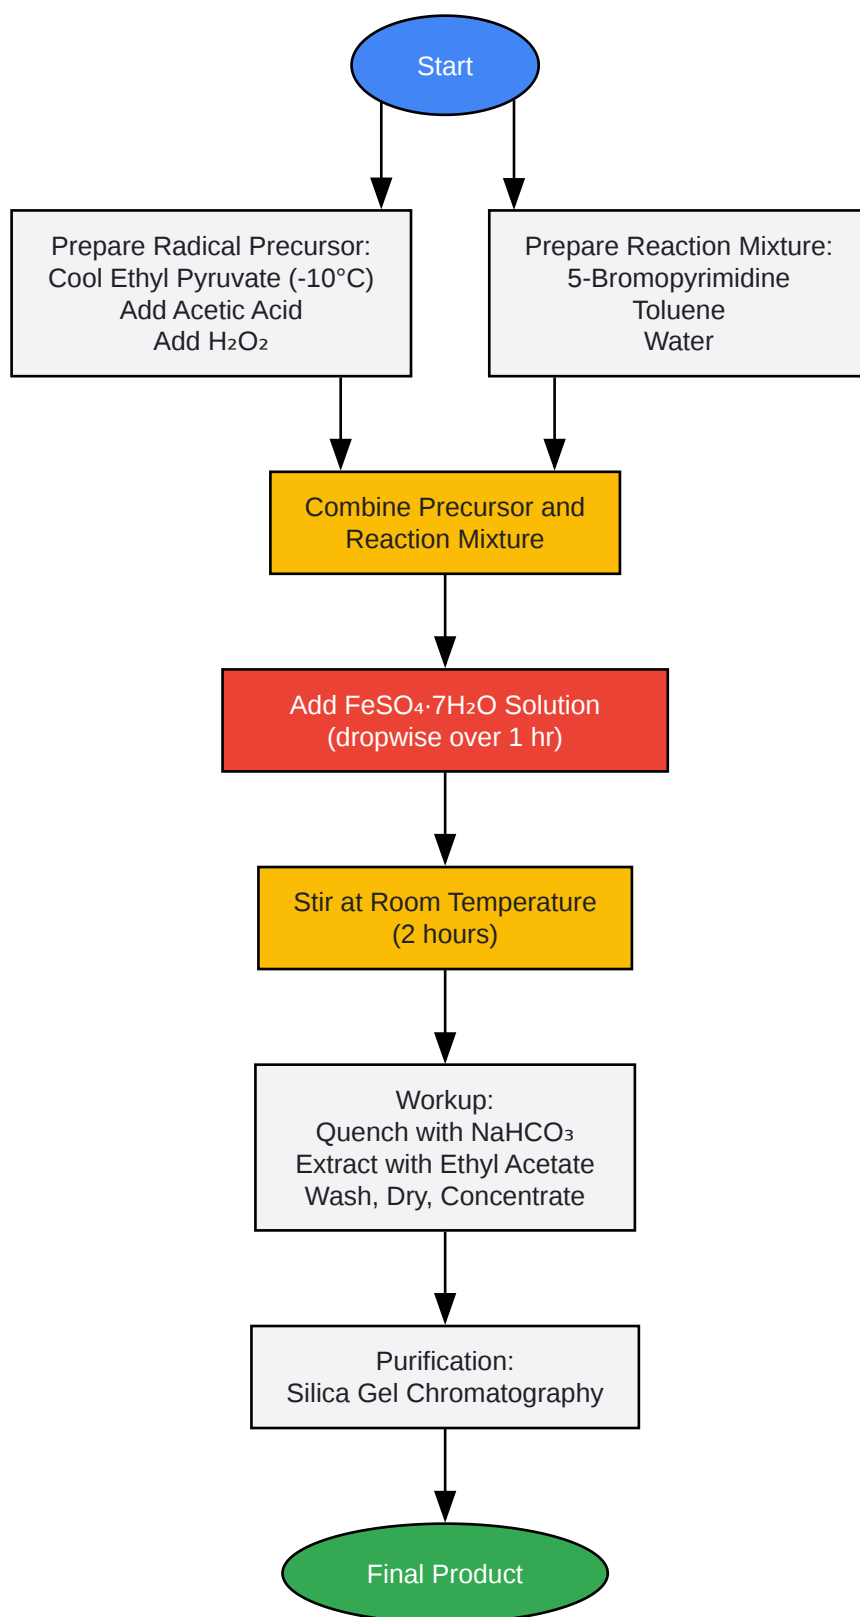 Start
Prepare Radical Precursor:
Cool Ethyl Pyruvate (-10°C)
Add Acetic Acid
Add H₂O₂
Prepare Reaction Mixture:
5-Bromopyrimidine
Toluene
Water
Combine Precursor and
Reaction Mixture
Add FeSO₄·7H₂O Solution
(dropwise over 1 hr)
Stir at Room Temperature
(2 hours)
Workup:
Quench with NaHCO₃
Extract with Ethyl Acetate
Wash, Dry, Concentrate
Purification:
Silica Gel Chromatography
Final Product